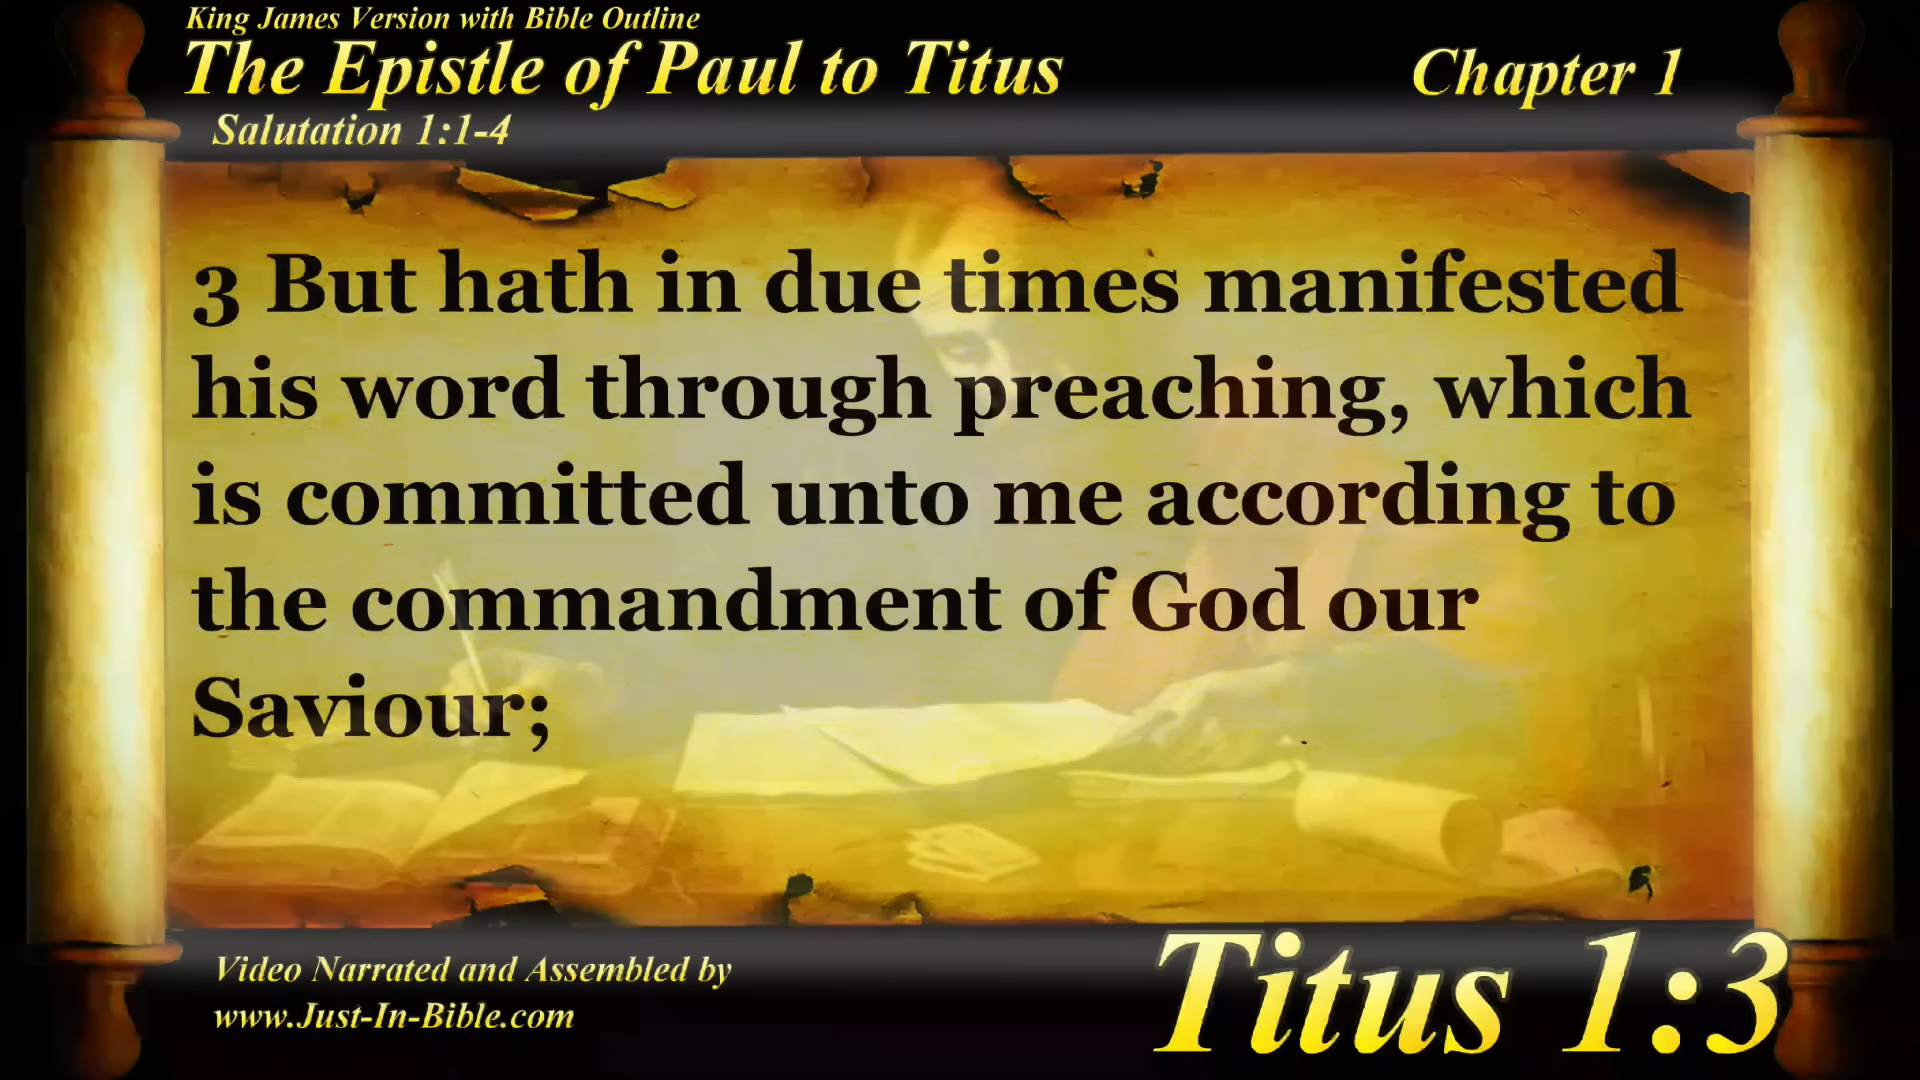 King James Version with Bible Outline
The Epistle of Paul to Titus
Chapter 1
Salutation 1:1-4
3 But hath in due times manifested
his word through preaching, which
is committed unto me according to
the commandment of God our
Saviour;
Video Narrated and Assembled by
www.Just-In-Bible.com
Titus 1:3